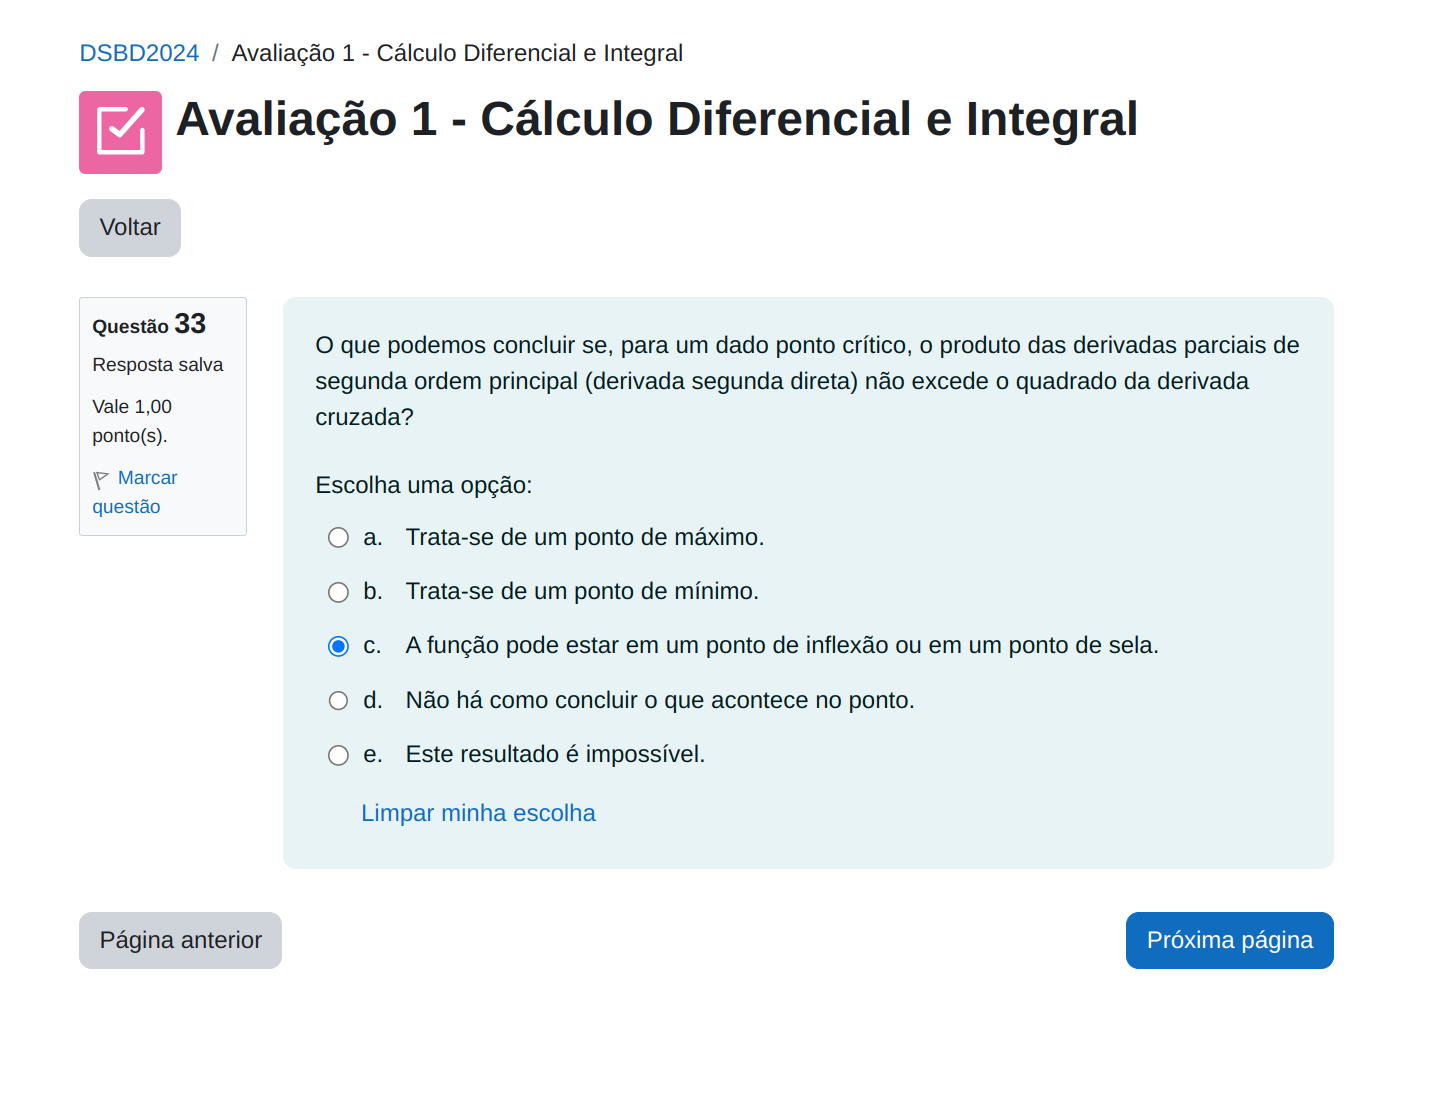 DSBD2024 / Avaliação 1 - Cálculo Diferencial e Integral
Avaliação 1 - Cálculo Diferencial e Integral
Voltar
Questão 33
Resposta salva
Vale 1,00
ponto(s).
Marcar
questão
O que podemos concluir se, para um dado ponto crítico, o produto das derivadas parciais de
segunda ordem principal (derivada segunda direta) não excede o quadrado da derivada
cruzada?
Escolha uma opção:
a. Trata-se de um ponto de máximo.
b. Trata-se de um ponto de mínimo.
c. A função pode estar em um ponto de inflexão ou em um ponto de sela.
d. Não há como concluir o que acontece no ponto.
e. Este resultado é impossível.
Limpar minha escolha
Página anterior
Próxima página